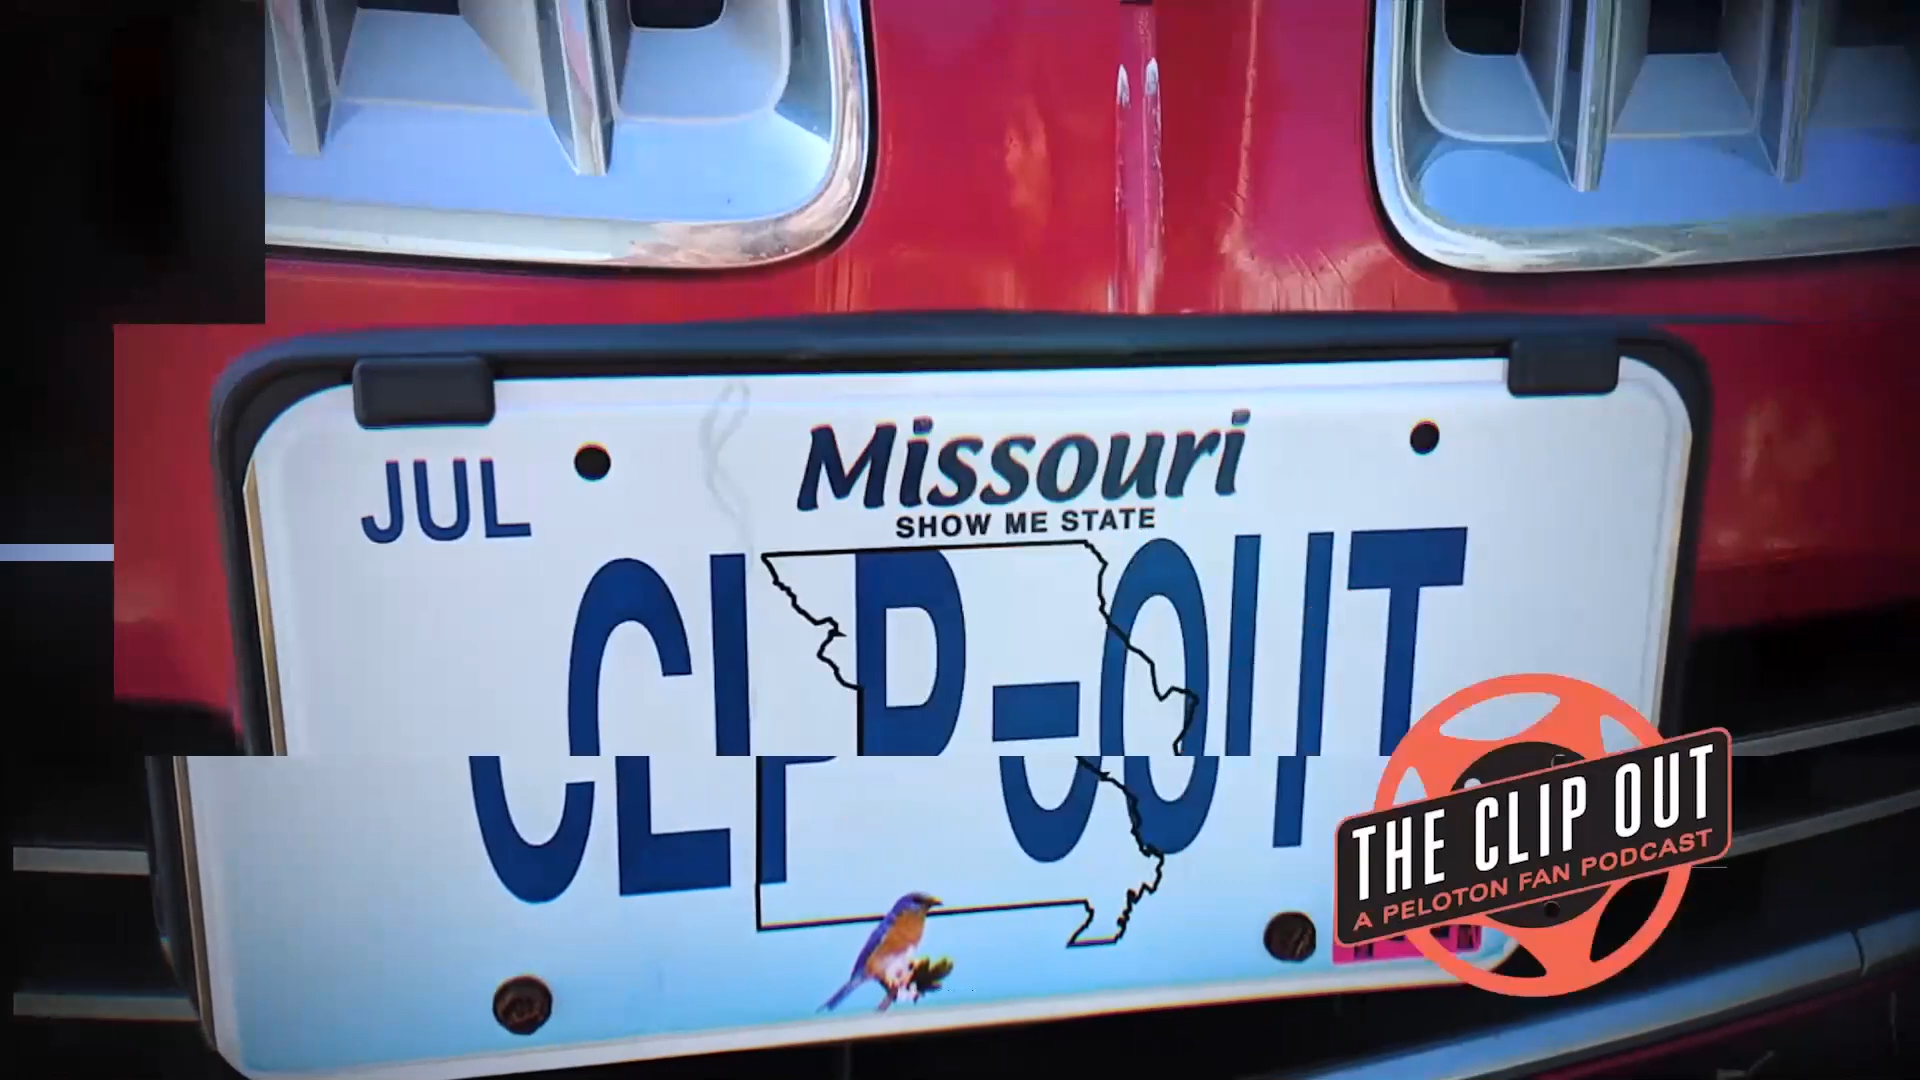 JUL
Missouri
SHOW ME STATE
CLP-OUT
THE CLIP OUT
A PELOTON FAN PODCAST